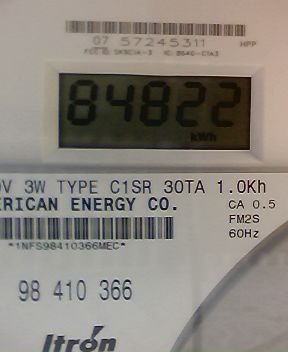 07 57245311 HPP
84822
kWh
V 3W TYPE C1SR 30TA 1.0Kh
ERICAN ENERGY CO. CA 0.5
FM2S
60Hz
*1NFS98410366MEC*
98 410 366
Itron